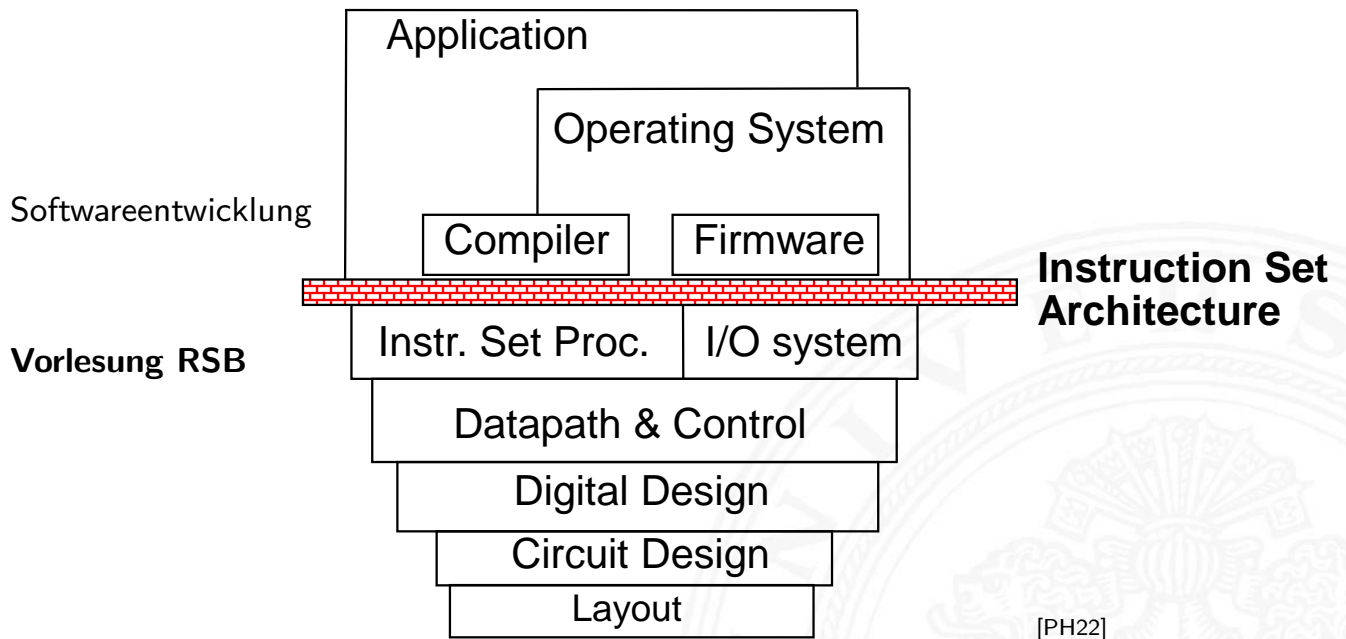 Application
Operating System
Softwareentwicklung
Compiler
Firmware
Instruction Set
Architecture
Instr. Set Proc.
I/O system
Vorlesung RSB
Datapath & Control
Digital Design
Circuit Design
Layout
[PH22]